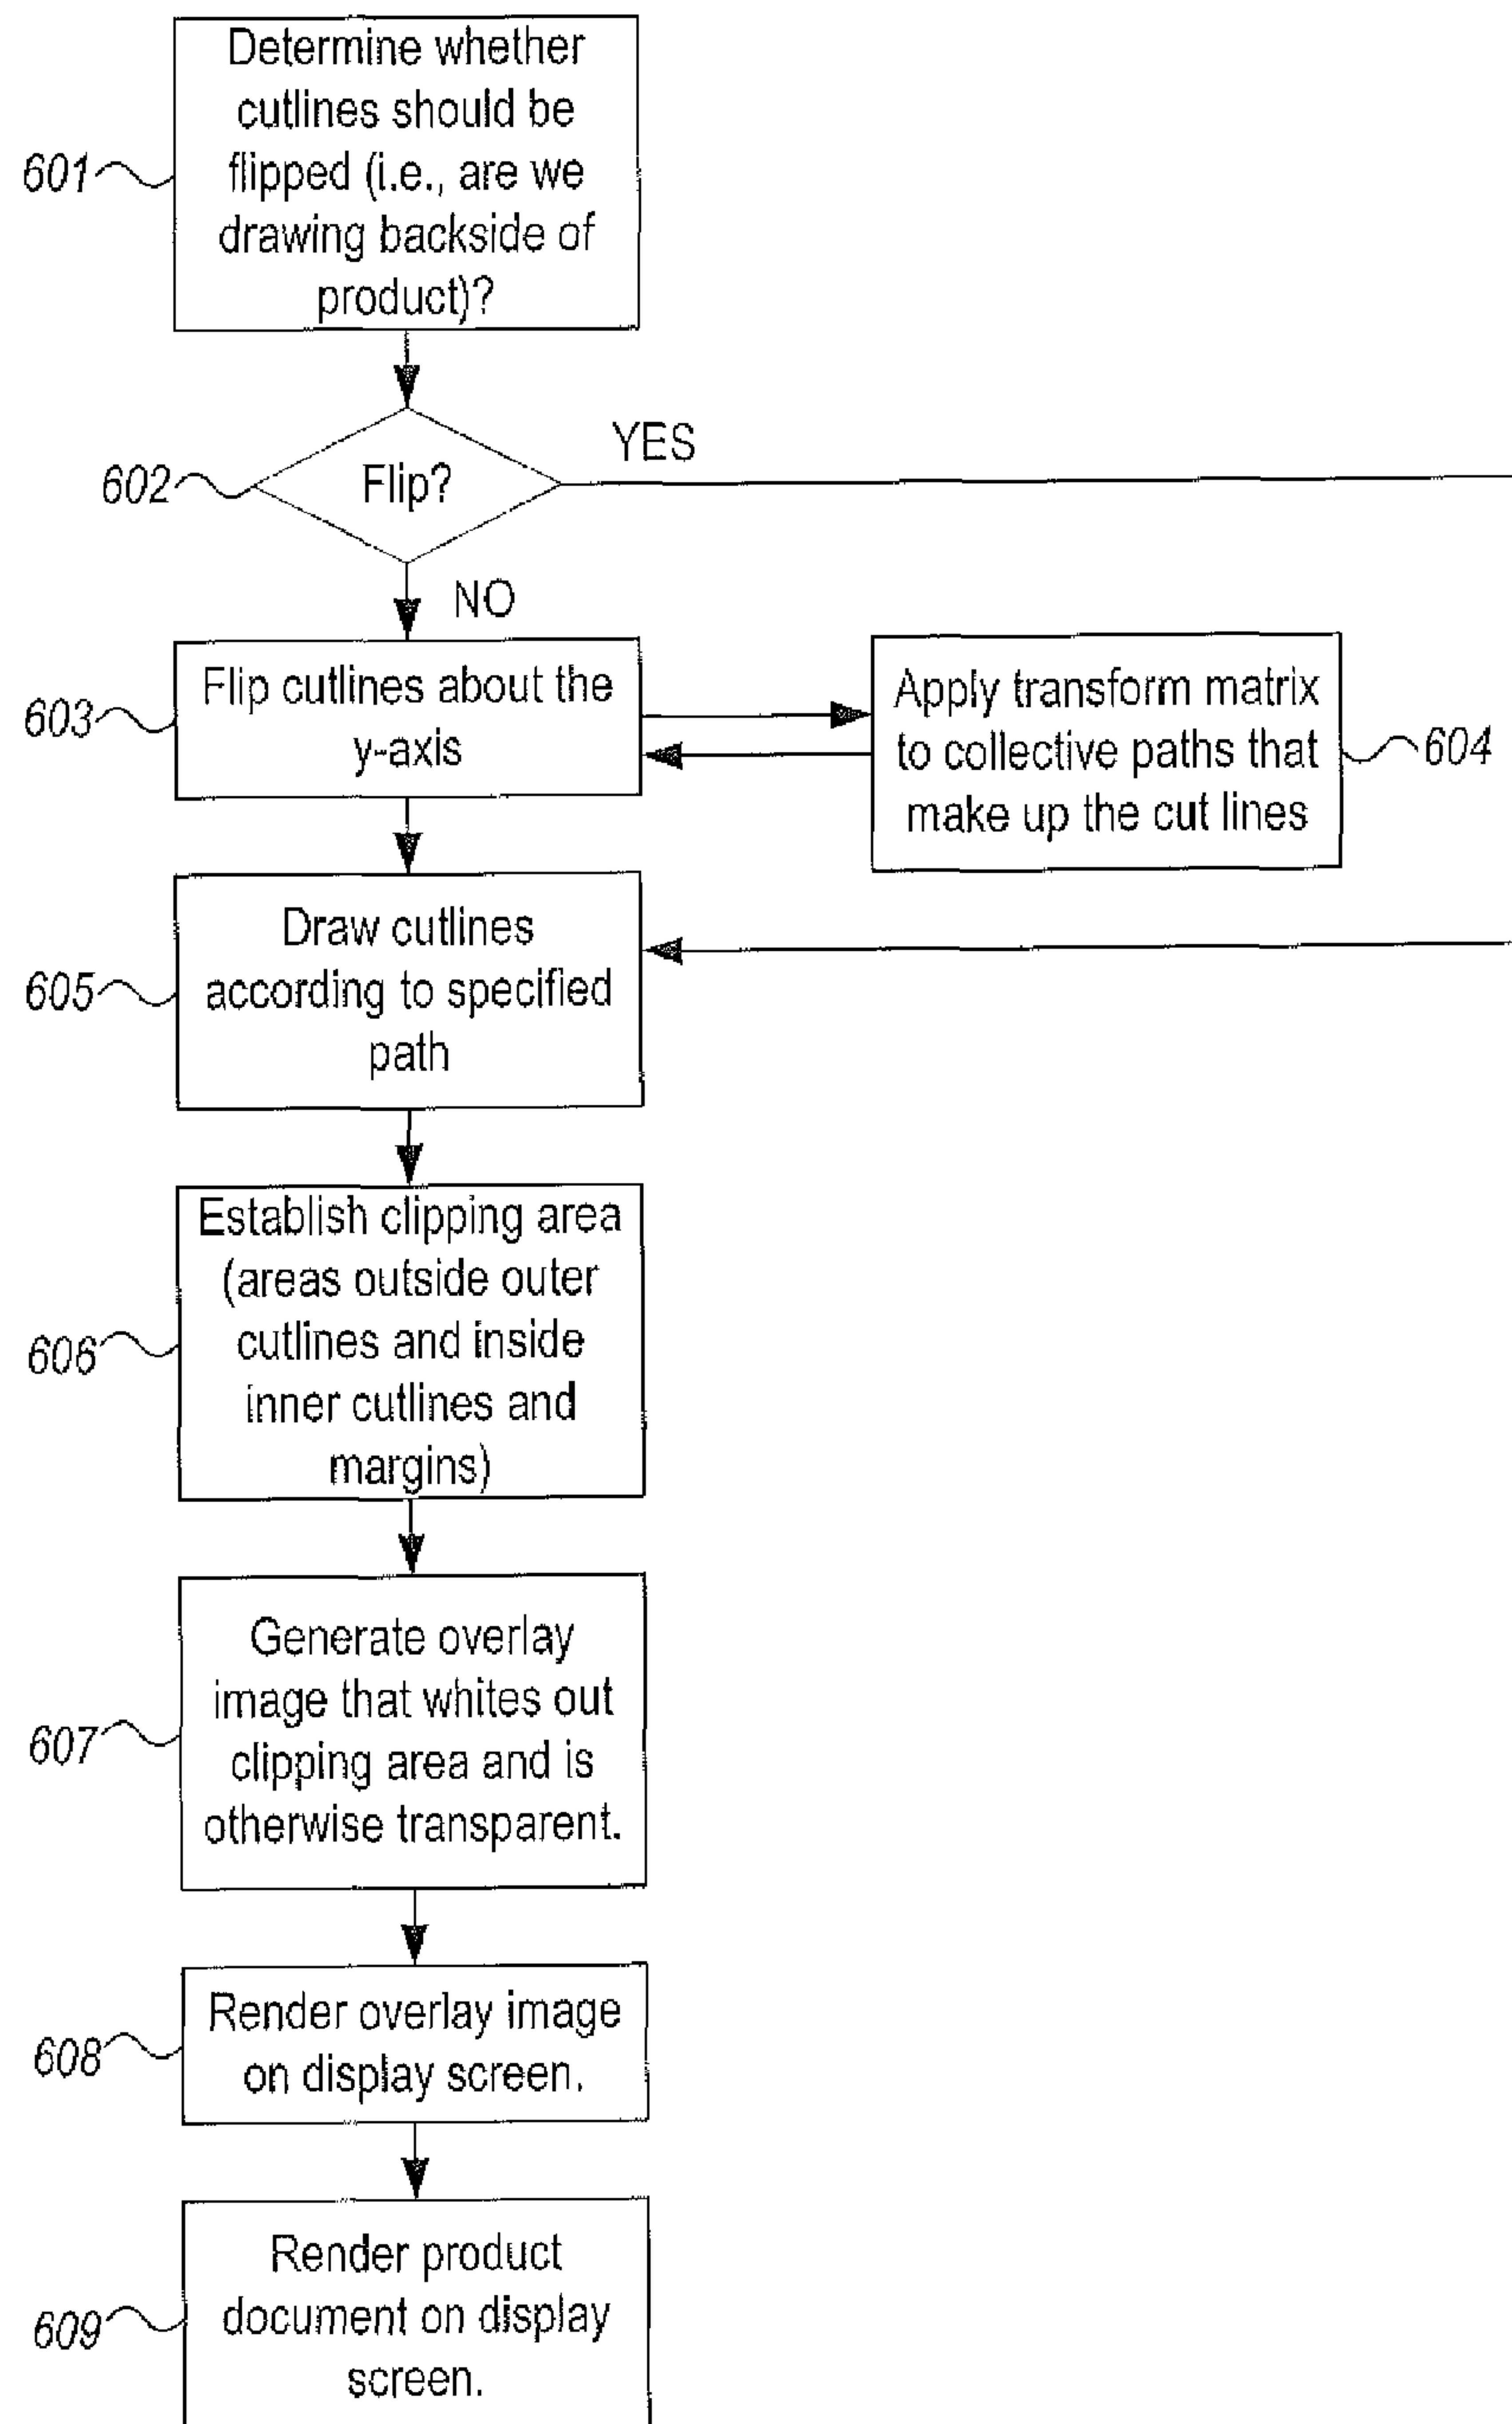 Determine whether
cutlines should be
flipped (i.e., are we
drawing backside of
product)?
601
602
Flip?
YES
NO
603
Flip cutlines about the
y-axis
Apply transform matrix
to collective paths that
make up the cut lines
604
605
Draw cutlines
according to specified
path
606
Establish clipping area
(areas outside outer
cutlines and inside
inner cutlines and
margins)
607
Generate overlay
image that whites out
clipping area and is
otherwise transparent.
608
Render overlay image
on display screen.
609
Render product
document on display
screen.